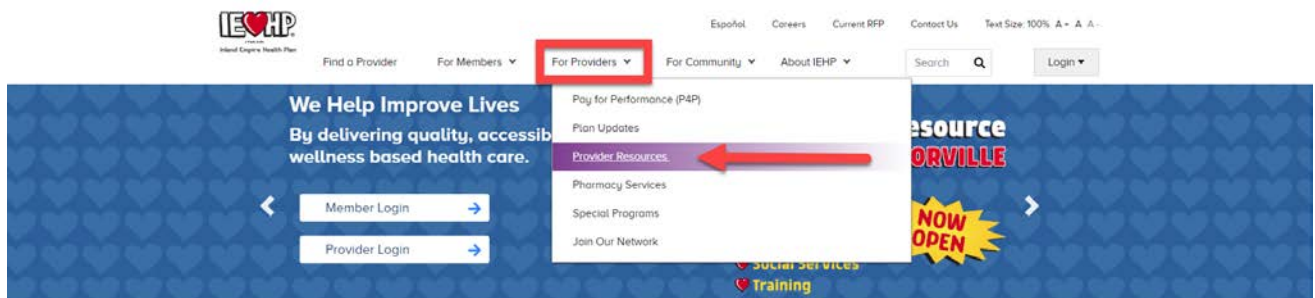 Español Careers Current RFP Contact Us Text Size: 100% A+ A A-
IEHP
Inland Empire Health Plan
Find a Provider For Members For Providers For Community About IEHP Search Login
We Help Improve Lives
By delivering quality, accessib
wellness based health care.
Member Login
Provider Login
Pay for Performance (P4P)
Plan Updates
Provider Resources
Pharmacy Services
Special Programs
Join Our Network
esource
ORVILLE
NOW
OPEN
Social Services
Training